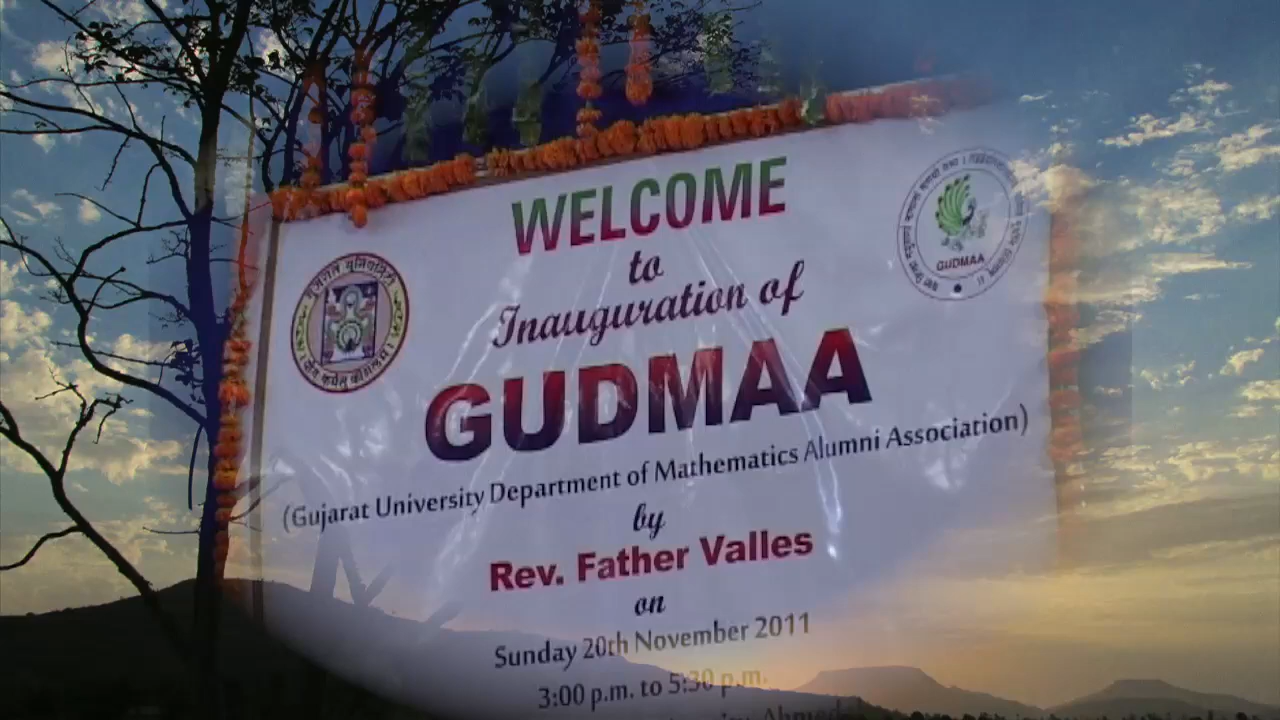 WELCOME
to
Inauguration of
GUDMAA
(Gujarat University Department of Mathematics Alumni Association)
by
Rev. Father Valles
on
Sunday 20th November 2011
3:00 p.m. to 5:30 p.m.
GUDMAA